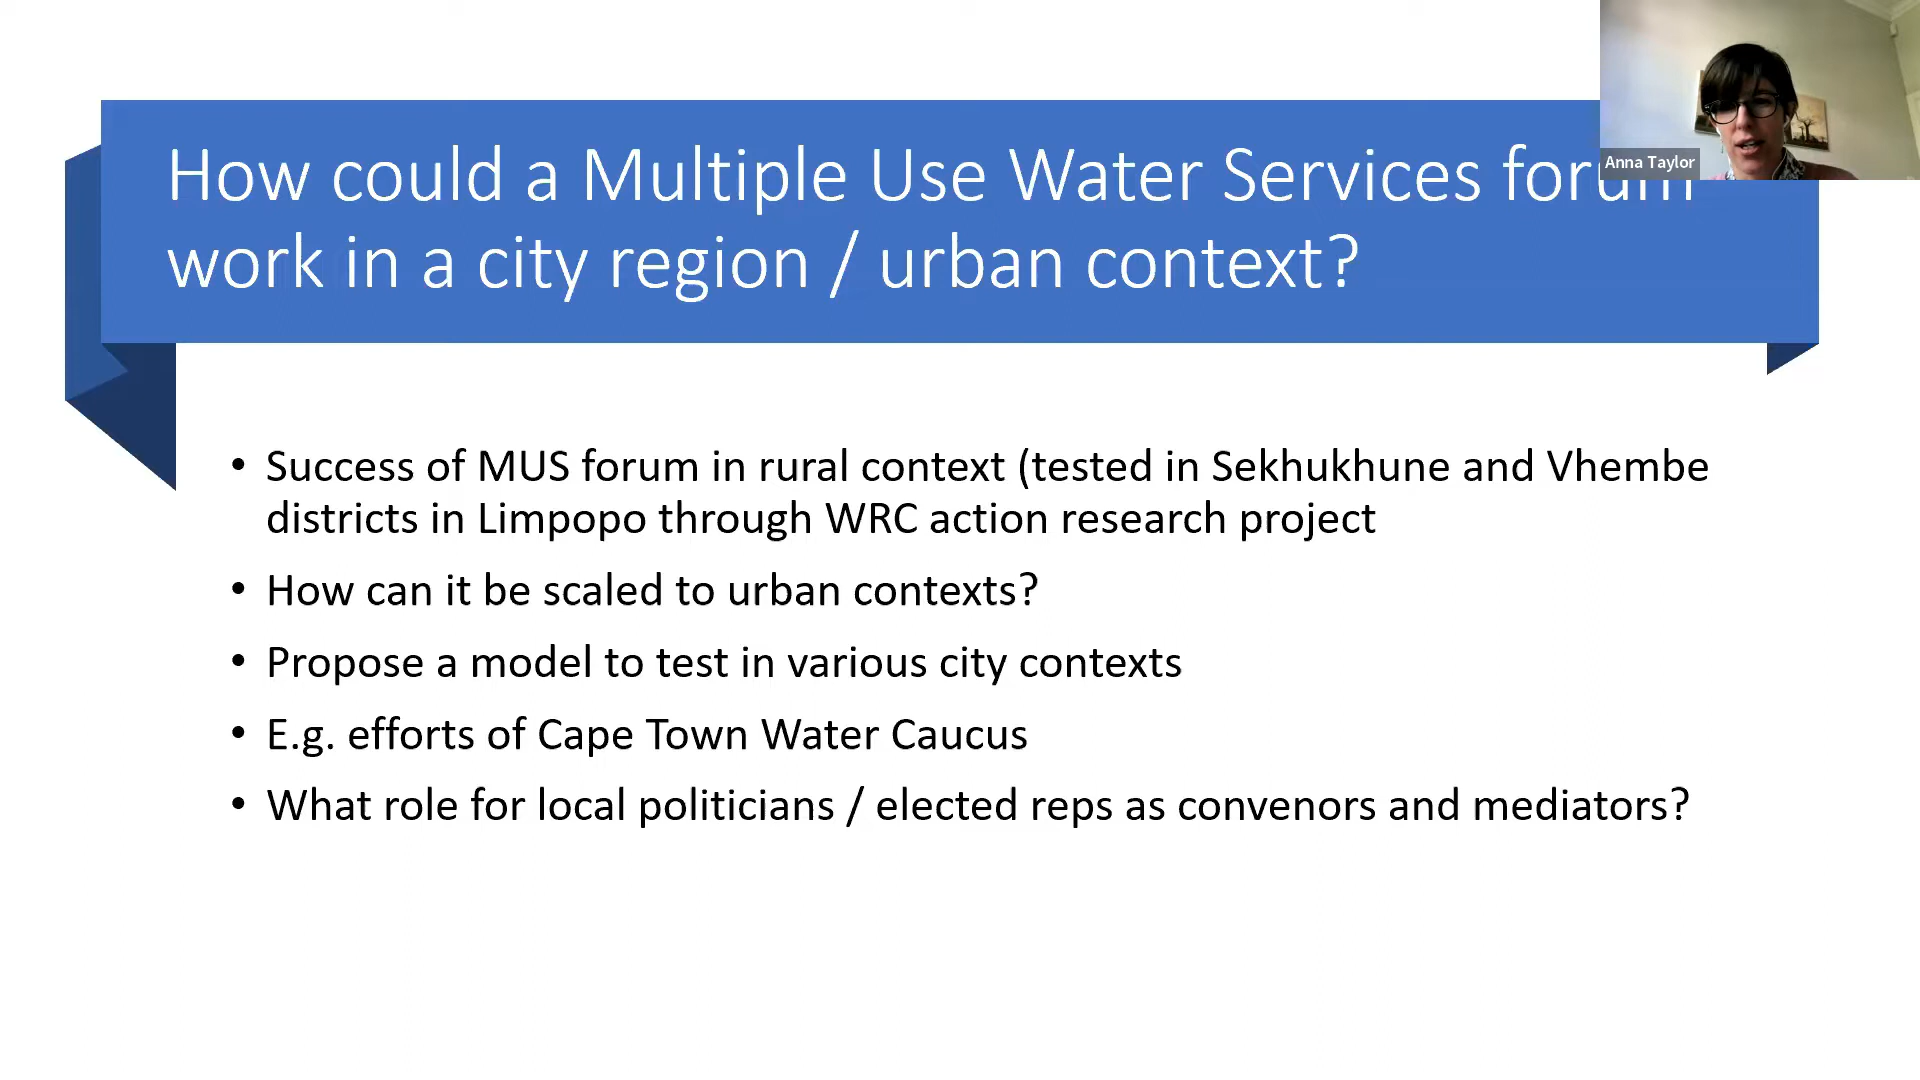 How could a Multiple Use Water Services forum
work in a city region / urban context?
Anna Taylor
• Success of MUS forum in rural context (tested in Sekhukhune and Vhembe
districts in Limpopo through WRC action research project
• How can it be scaled to urban contexts?
• Propose a model to test in various city contexts
• E.g. efforts of Cape Town Water Caucus
• What role for local politicians / elected reps as convenors and mediators?